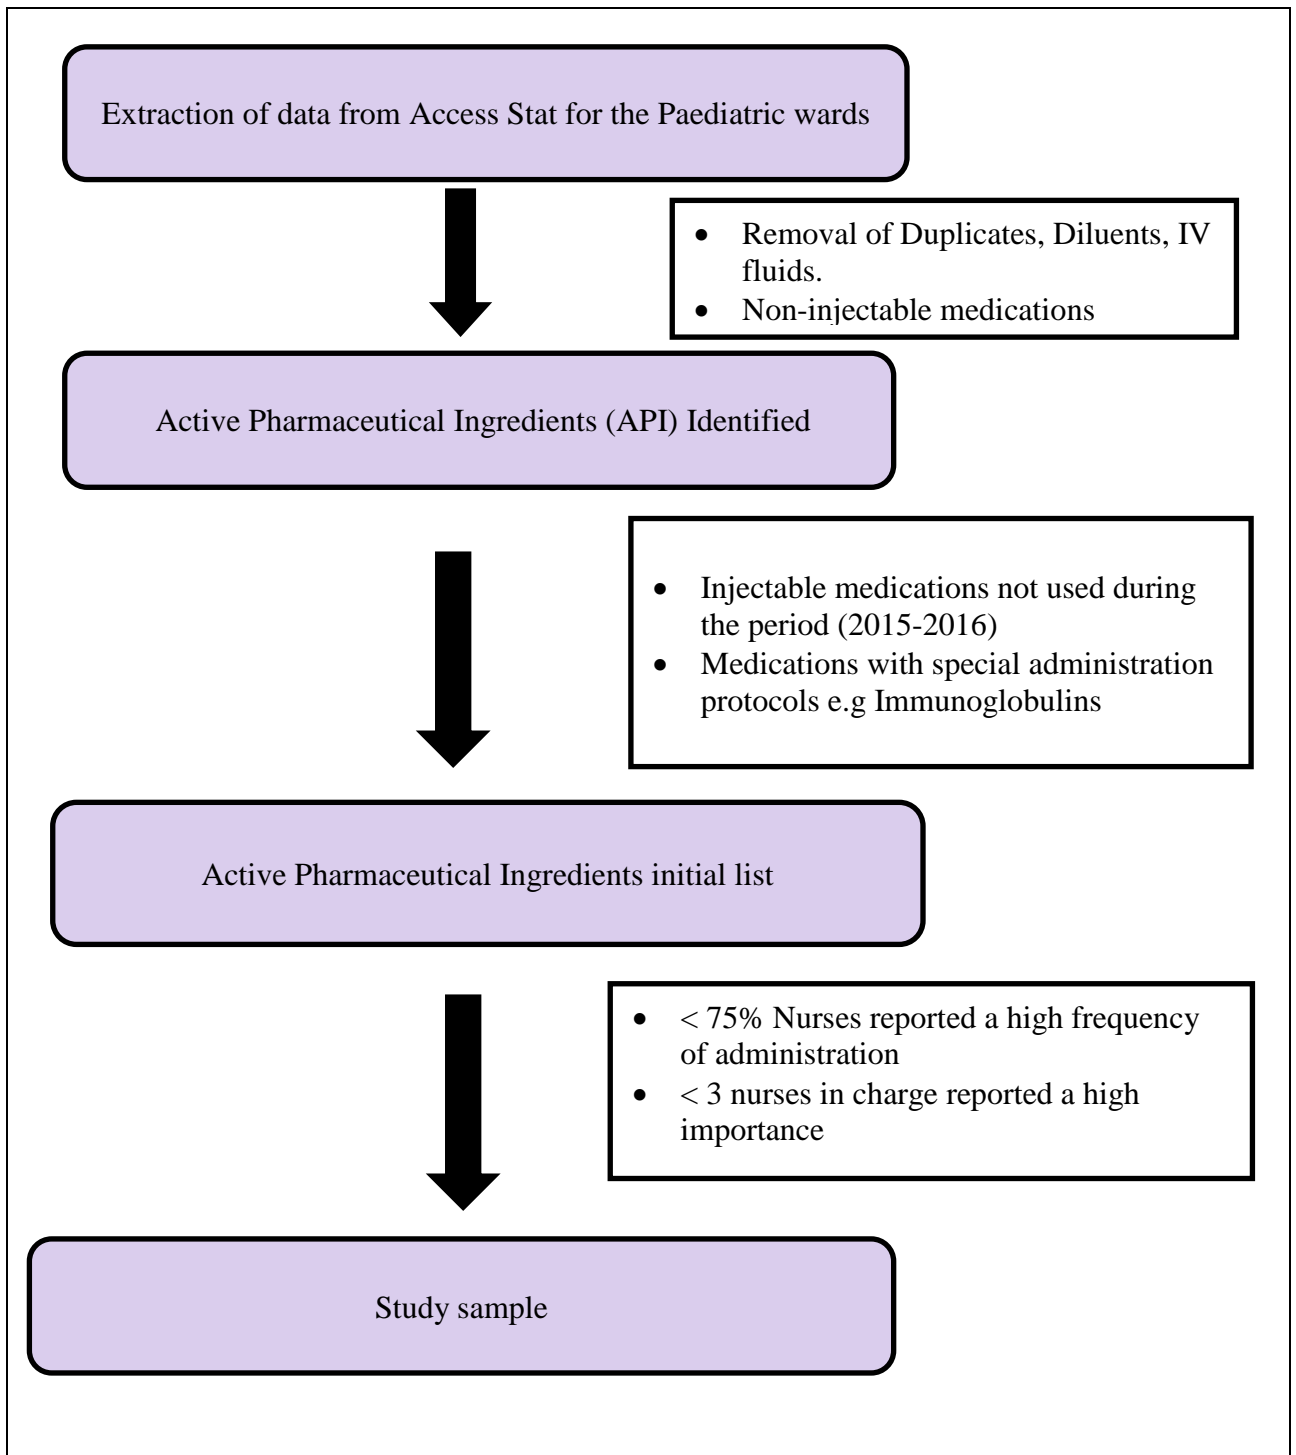 Extraction of data from Access Stat for the Paediatric wards
• Removal of Duplicates, Diluents, IV
fluids.
• Non-injectable medications
Active Pharmaceutical Ingredients (API) Identified
• Injectable medications not used during
the period (2015-2016)
• Medications with special administration
protocols e.g Immunoglobulins
Active Pharmaceutical Ingredients initial list
• < 75% Nurses reported a high frequency
of administration
• < 3 nurses in charge reported a high
importance
Study sample